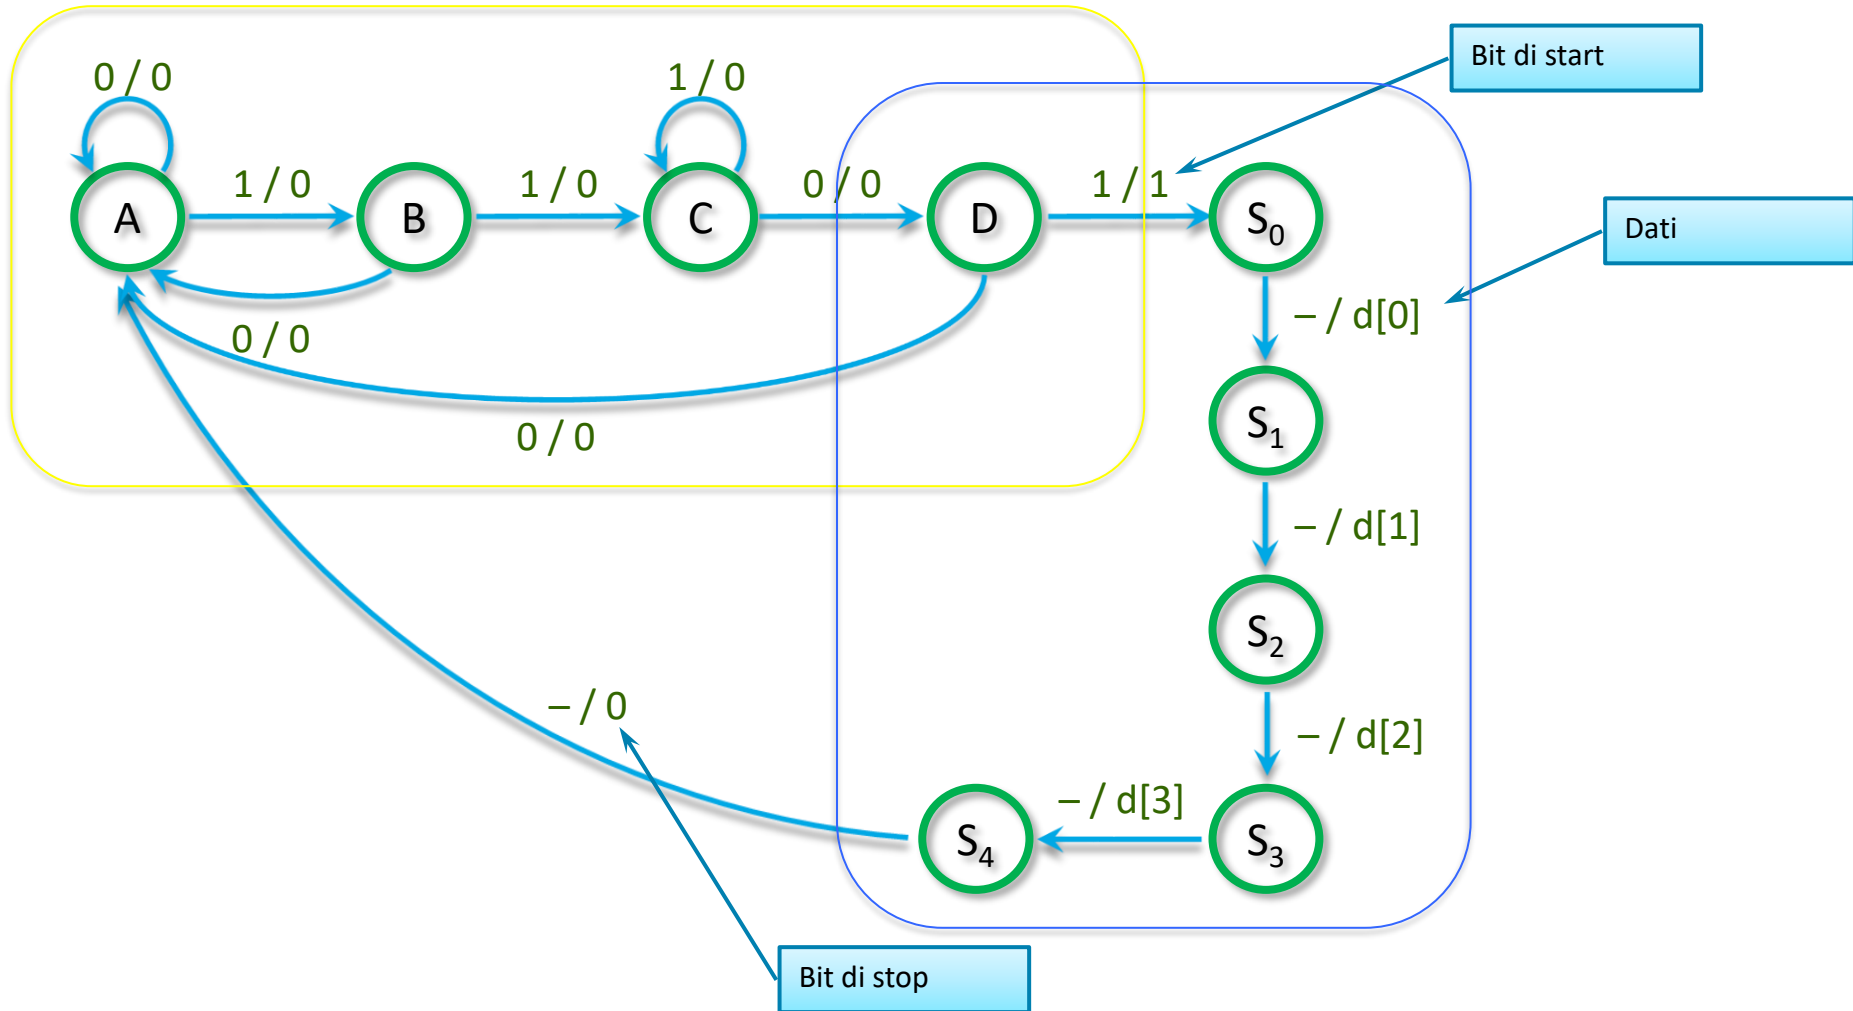 Bit di start
0 / 0
1 / 0
1 / 0
1 / 0
0 / 0
1 / 1
A
B
C
D
S0
Dati
– / d[0]
0 / 0
S1
0 / 0
– / d[1]
S2
– / 0
– / d[2]
– / d[3]
S4
S3
Bit di stop